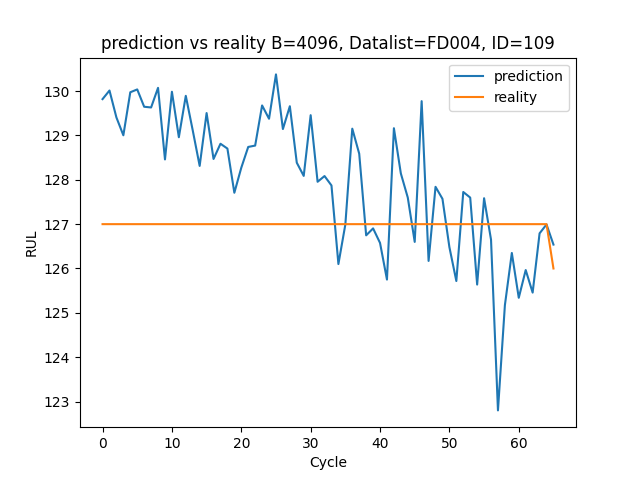 prediction vs reality B=4096, Datalist=FD004, ID=109
prediction
reality
130
129
128
127
126
125
124
123
RUL
0 10 20 30 40 50 60
Cycle